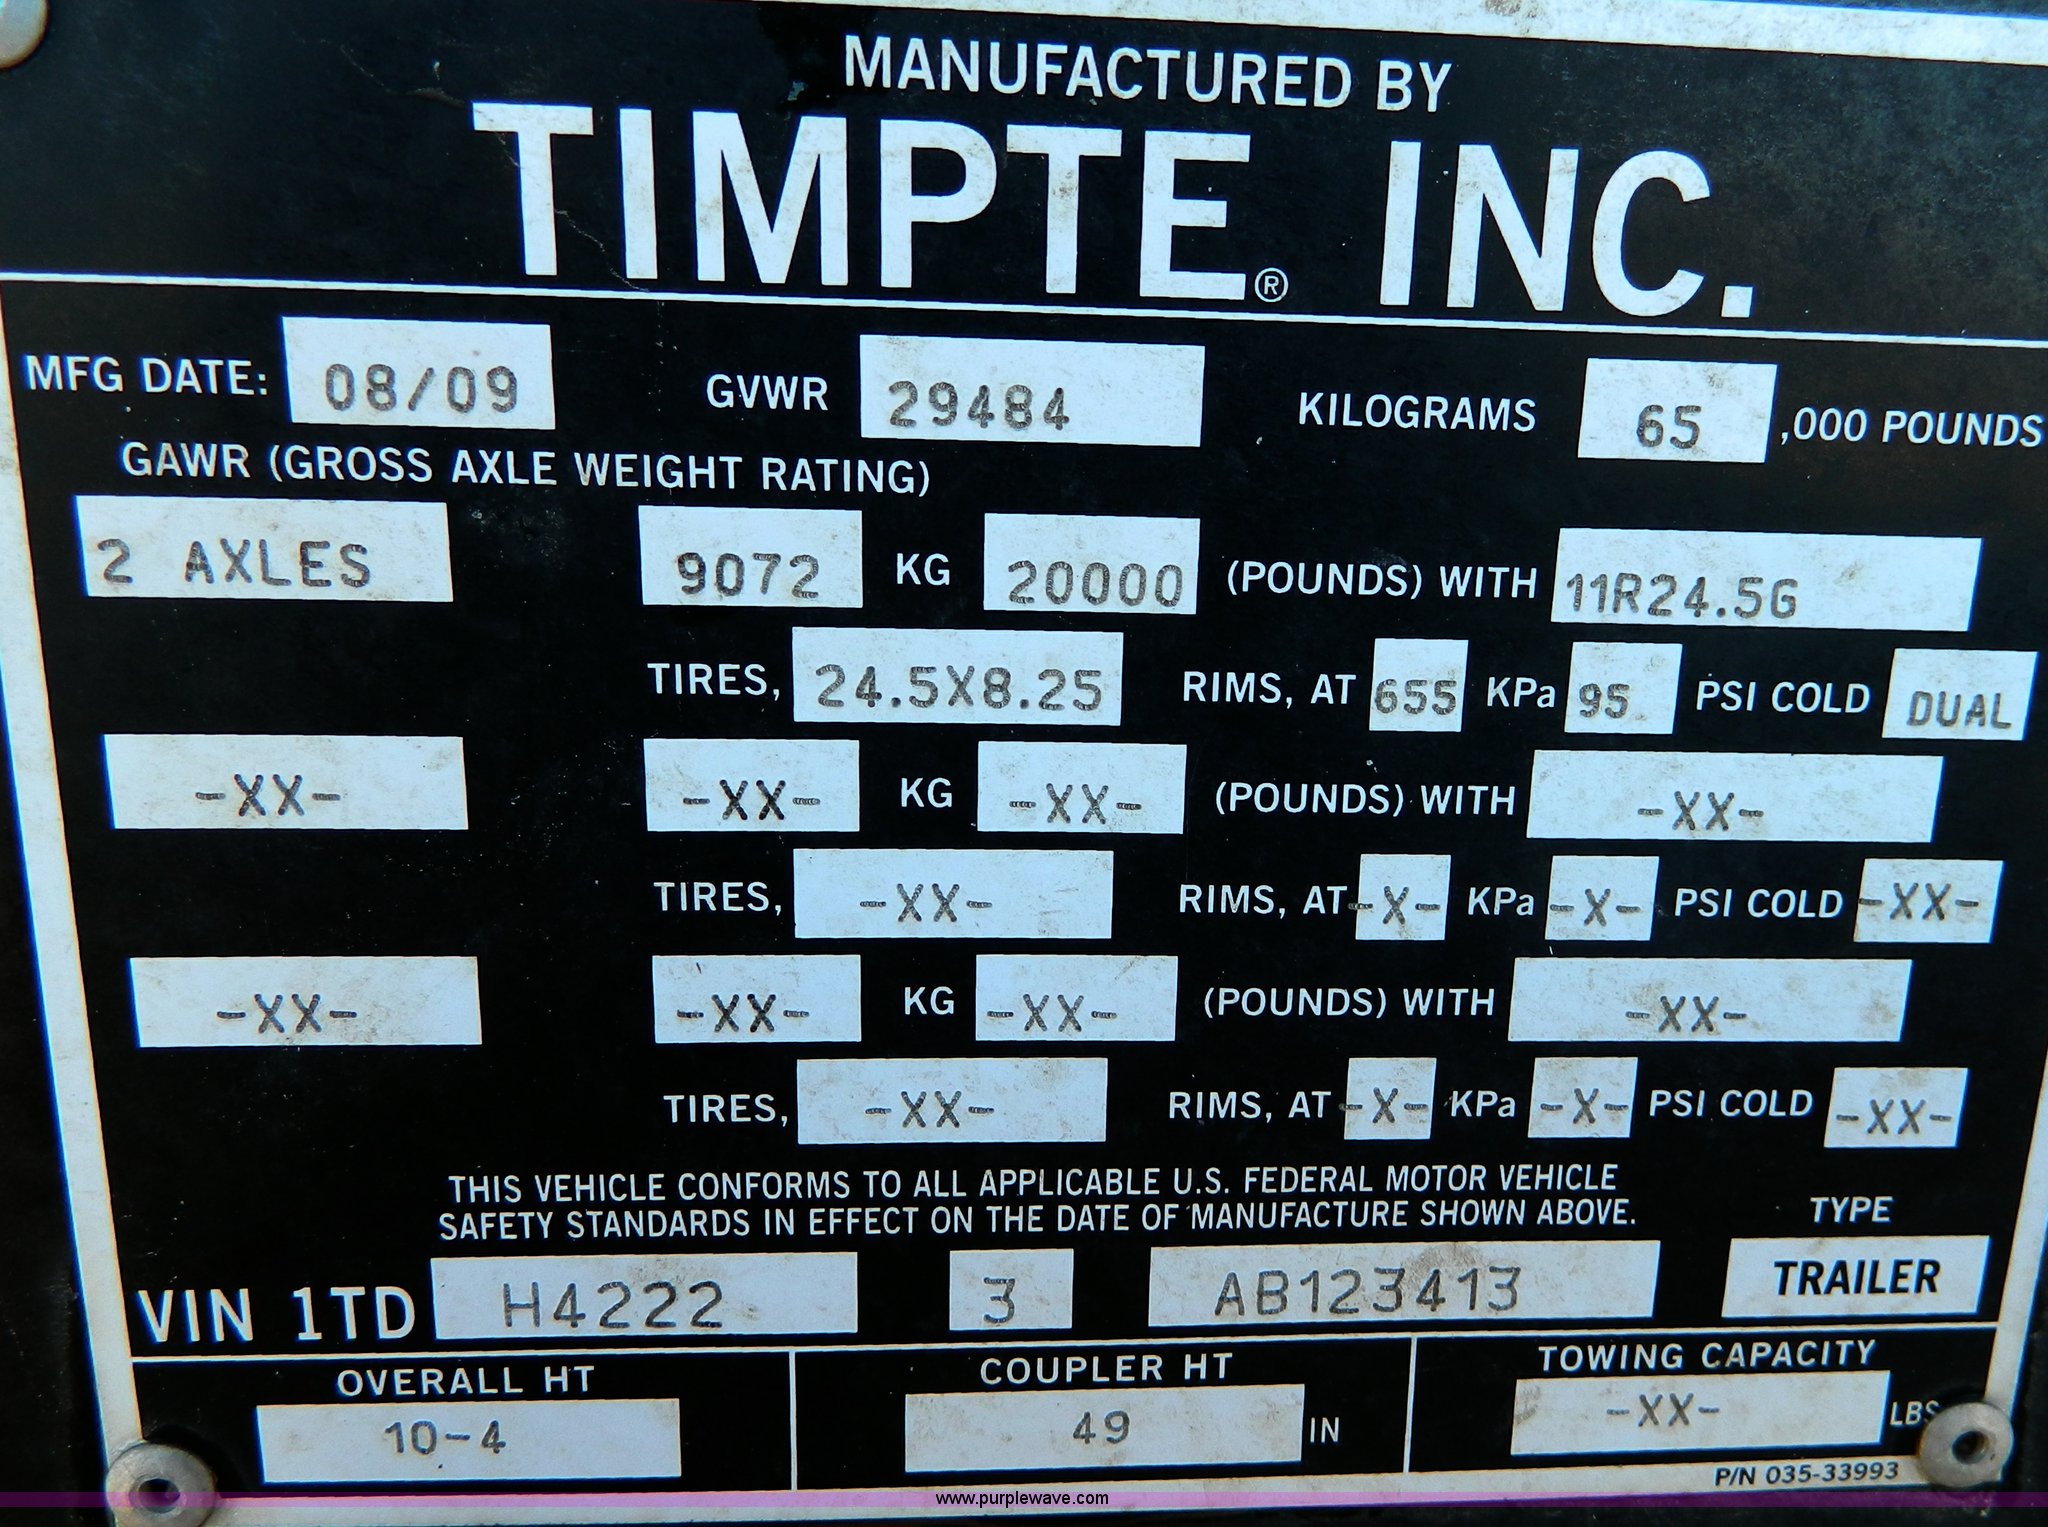 MANUFACTURED BY
TIMPTE® INC.
MFG DATE: 08/09 GVWR 29484 KILOGRAMS 65 ,000 POUNDS
GAWR (GROSS AXLE WEIGHT RATING)
2 AXLES 9072 KG 20000 (POUNDS) WITH 11R24.5G
TIRES, 24.5X8.25 RIMS, AT 655 KPa 95 PSI COLD DUAL
-XX- -XX- KG -XX- (POUNDS) WITH -XX-
TIRES, -XX- RIMS, AT -X- KPa -X- PSI COLD -XX-
-XX- -XX- KG -XX- (POUNDS) WITH -XX-
TIRES, -XX- RIMS, AT -X- KPa -X- PSI COLD -XX-
THIS VEHICLE CONFORMS TO ALL APPLICABLE U.S. FEDERAL MOTOR VEHICLE
SAFETY STANDARDS IN EFFECT ON THE DATE OF MANUFACTURE SHOWN ABOVE.
TYPE
VIN 1TD H4222 3 AB123413 TRAILER
OVERALL HT COUPLER HT TOWING CAPACITY
10-4 49 IN -XX- LBS
P/N 035-33993
www.purplewave.com